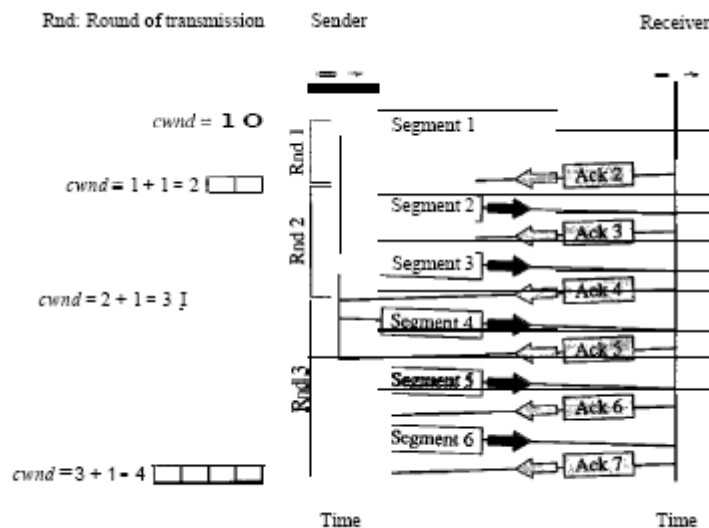 Rnd: Round of transmission Sender Receiver
cwnd = 1 0
Segment 1
Rnd 1
Ack 2
cwnd = 1 + 1 = 2
Segment 2
Ack 3
Rnd 2
Segment 3
Ack 4
cwnd = 2 + 1 = 3
Segment 4
Ack 5
Rnd 3
Segment 5
Ack 6
Segment 6
Ack 7
cwnd =3 + 1 - 4
Time Time